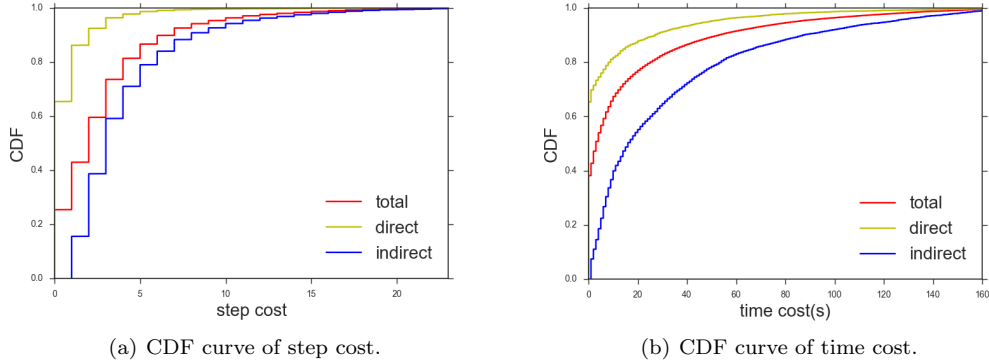 1.0
0.8
0.6
0.4
0.2
0.0
CDF
0 5 10 15 20
step cost
total
direct
indirect
(a) CDF curve of step cost.
1.0
0.8
0.6
0.4
0.2
0.0
CDF
0 20 40 60 80 100 120 140 160
time cost(s)
total
direct
indirect
(b) CDF curve of time cost.